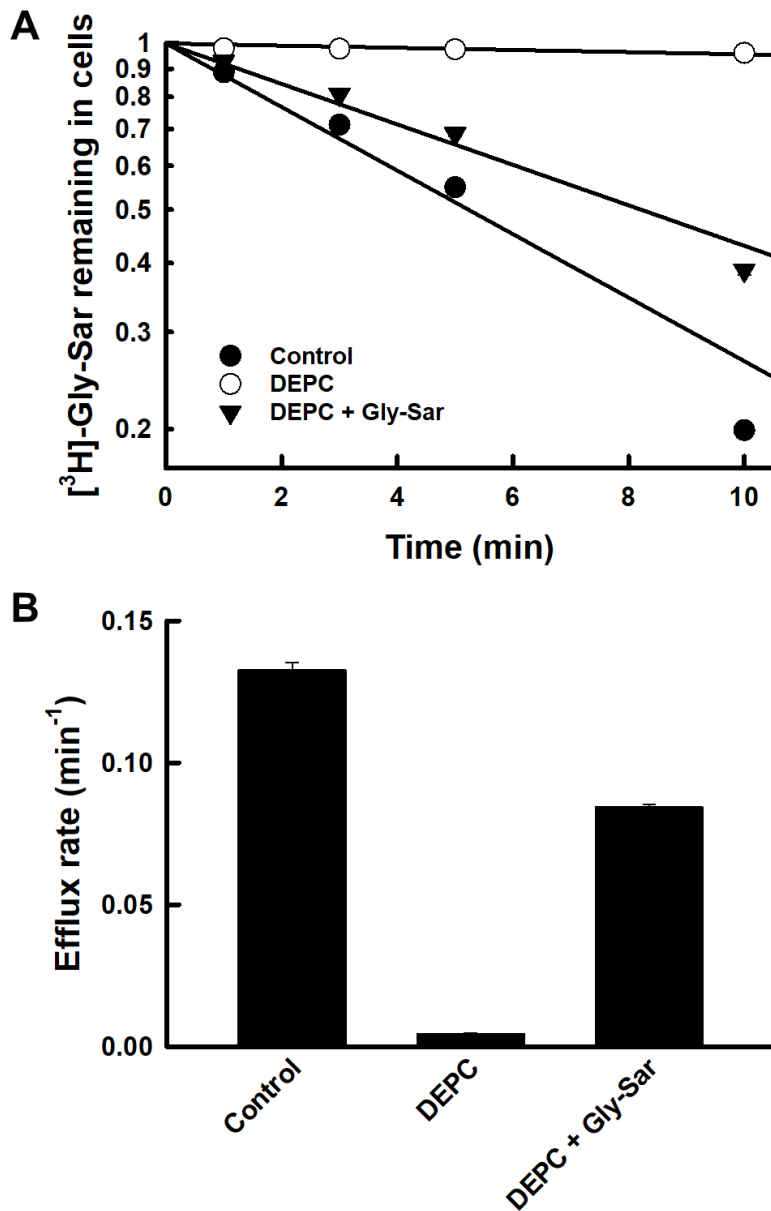 A
1
0.9
0.8
0.7
0.6
0.5
0.4
0.3
0.2
[³H]-Gly-Sar remaining in cells
Control
DEPC
DEPC + Gly-Sar
0 2 4 6 8 10
Time (min)
B
0.15
0.10
0.05
0.00
Efflux rate (min⁻¹)
Control
DEPC
DEPC + Gly-Sar